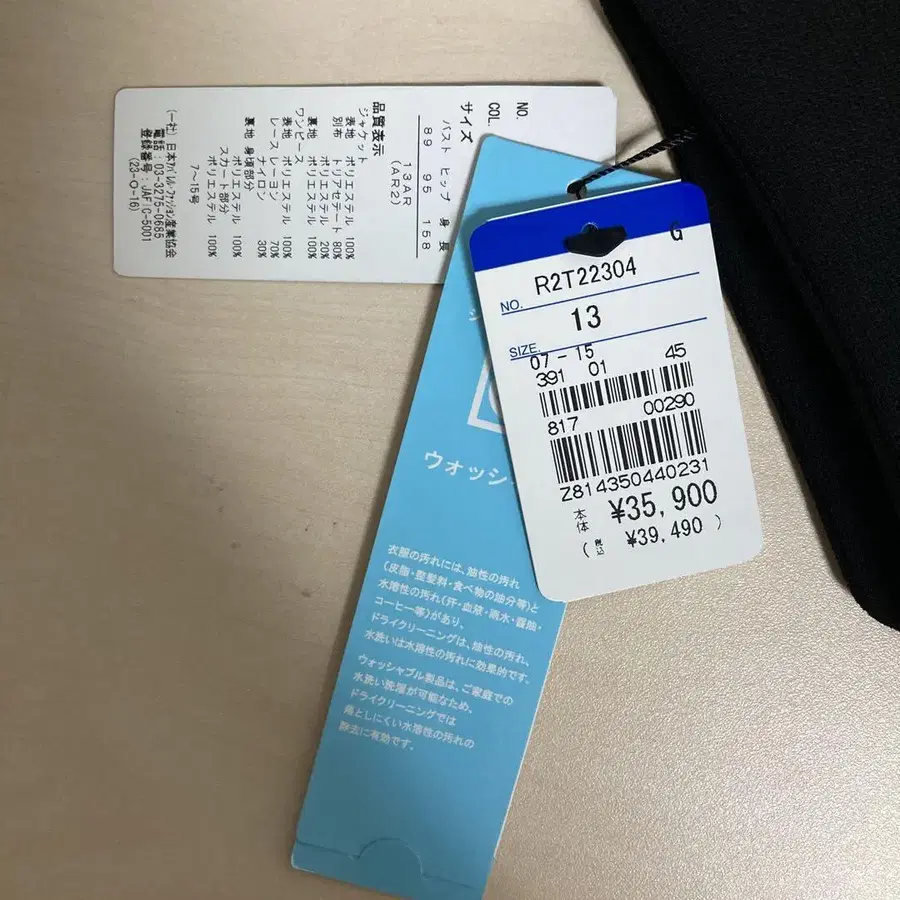 NO.
COL.
サイズ
バスト ヒップ 身長
89 95 158
13AR
(AR2)
品質表示
ジャケット
表地 ポリエステル 100%
別布 トリアセテート 80%
ポリエステル 20%
裏地 ポリエステル 100%
ワンピース
表地 ポリエステル 100%
レース レーヨン 70%
ナイロン 30%
裏地 身頃部分
ポリエステル 100%
スカート部分
ポリエステル 100%
7〜15号
(一社)日本アパレル・ファッション産業協会
電話:03-3275-0685
登録番号:JAFIC-5001
(23-O-16)
G
NO. R2T22304
SIZE. 13
07-15
391 01 45
817 00290
Z814350440231
本体 ¥35,900
(税込 ¥39,490)
ウォッシャ
衣服の汚れには、油性の汚れ
(皮脂・整髪料・食べ物の油分等)と
水溶性の汚れ(汗・血液・雨水・醤油・
コーヒー等)があり、
ドライクリーニングは、油性の汚れ、
水洗いは水溶性の汚れに効果的です.
ウォッシャブル製品は、ご家庭での
水洗い洗濯が可能なため、
ドライクリーニングでは
落としにくい水溶性の汚れの
除去に有効です。